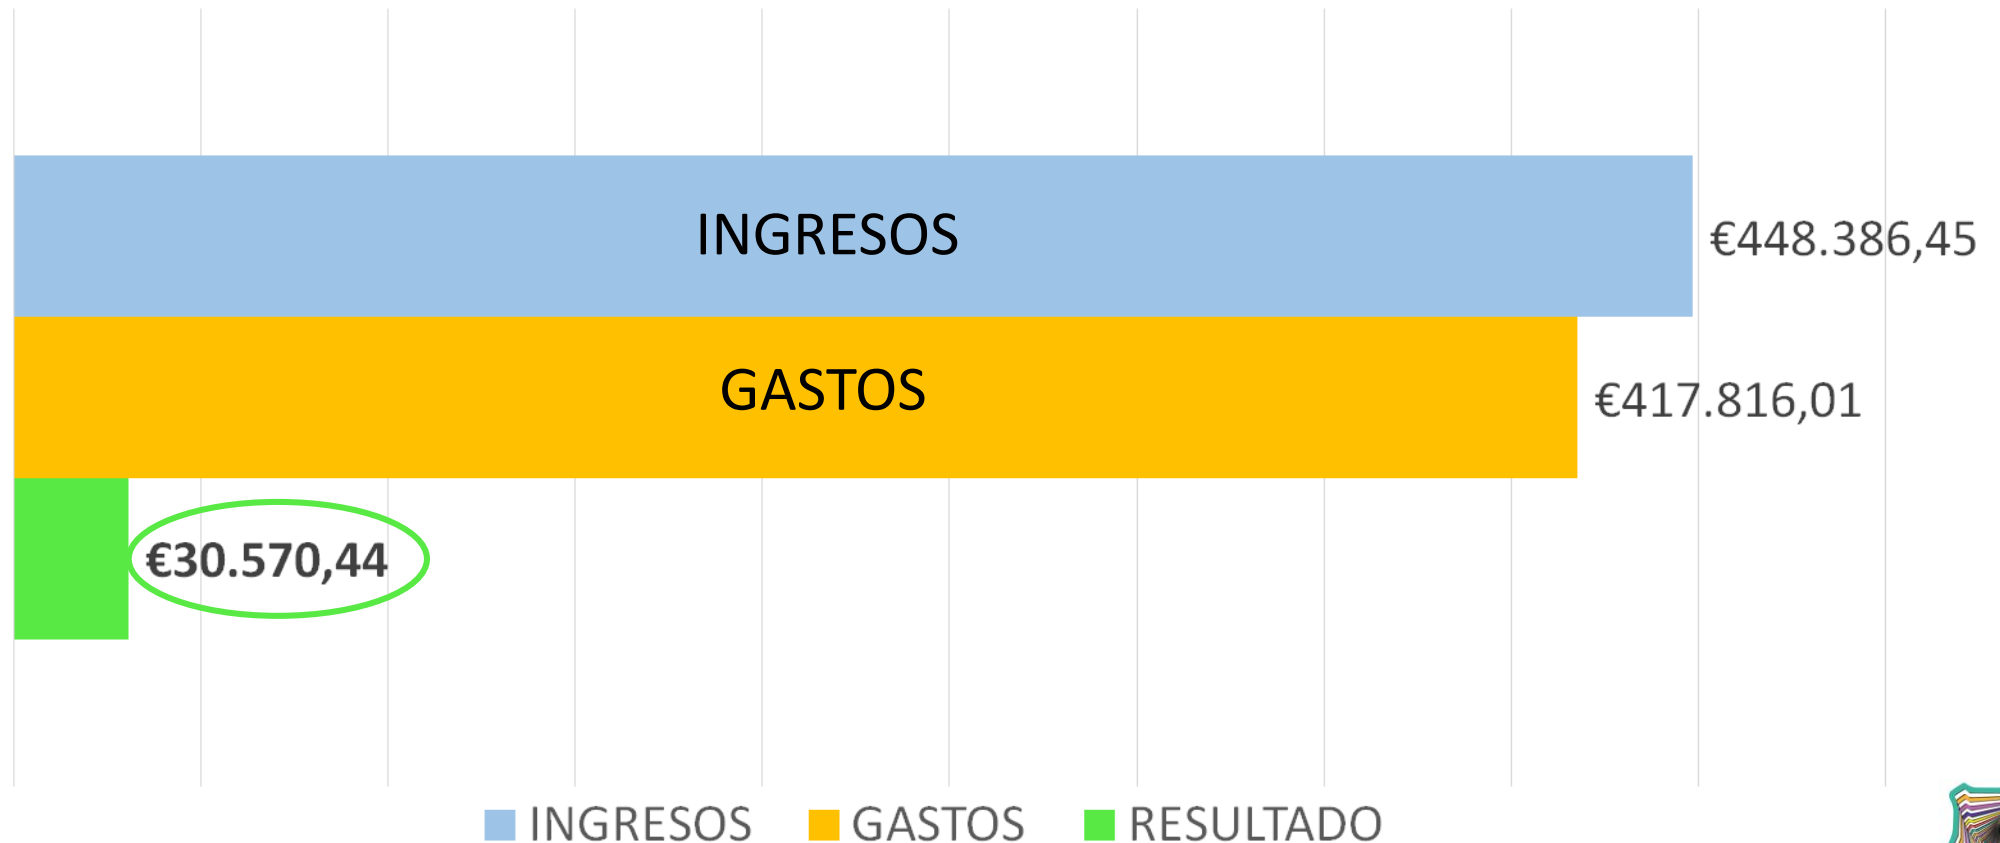 INGRESOS
€448.386,45
GASTOS
€417.816,01
€30.570,44
INGRESOS GASTOS RESULTADO